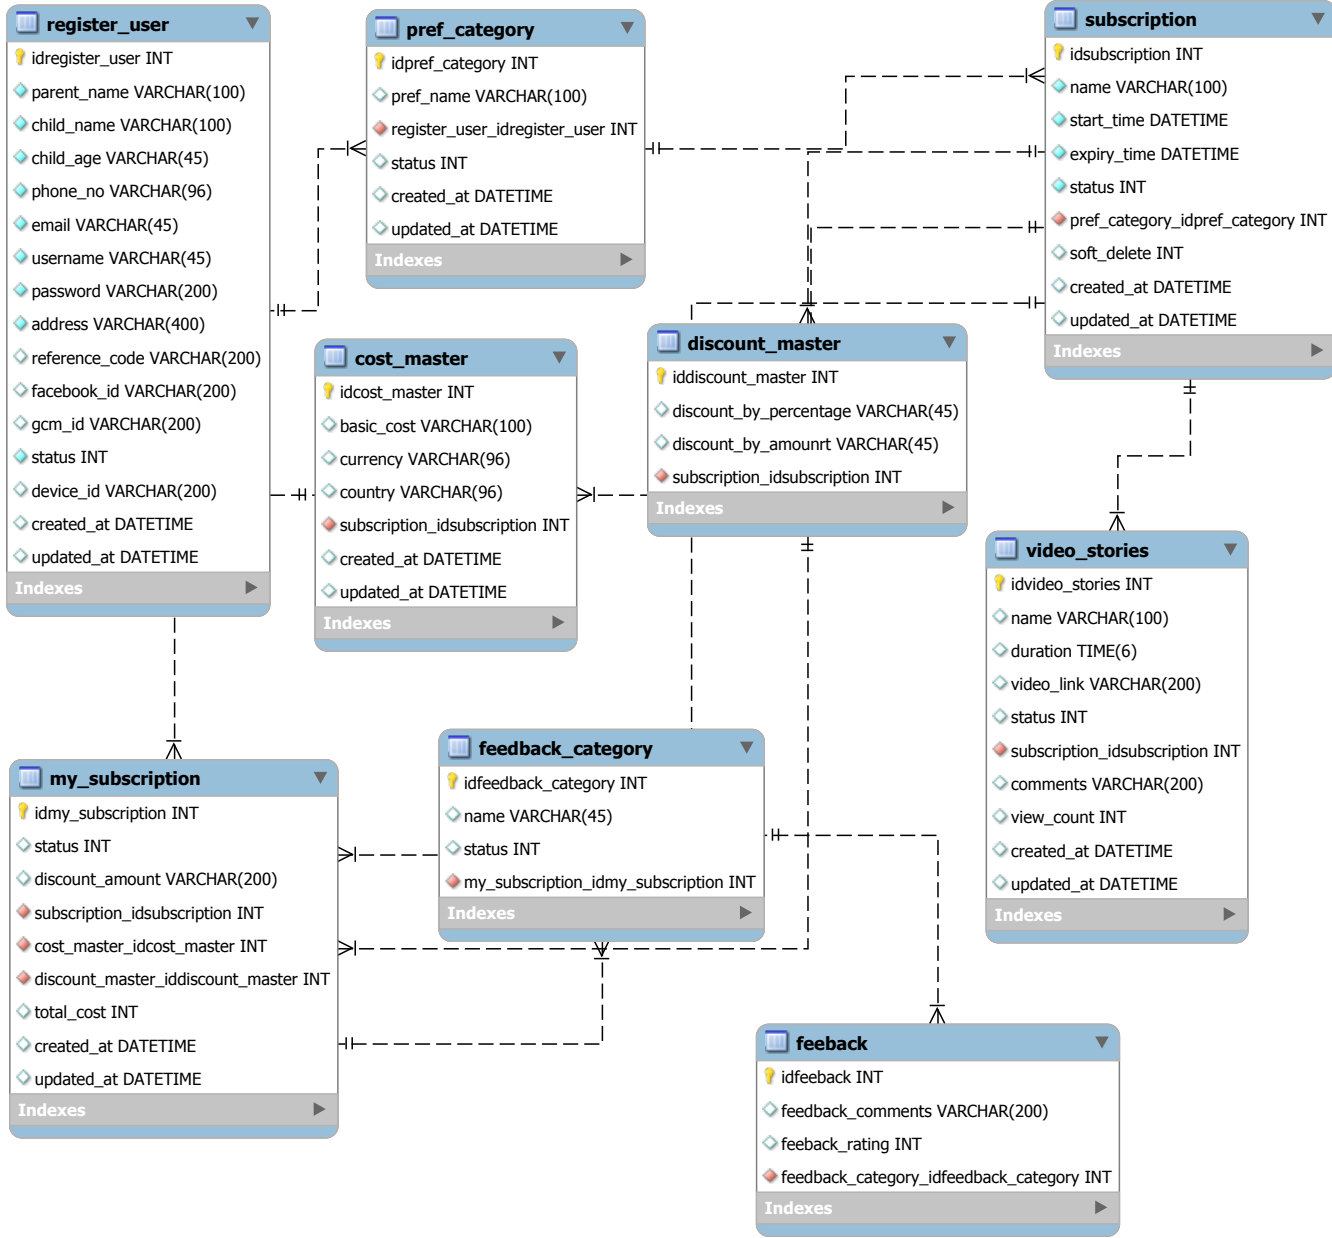 register_user
idregister_user INT
parent_name VARCHAR(100)
child_name VARCHAR(100)
child_age VARCHAR(45)
phone_no VARCHAR(96)
email VARCHAR(45)
username VARCHAR(45)
password VARCHAR(200)
address VARCHAR(400)
reference_code VARCHAR(200)
facebook_id VARCHAR(200)
gcm_id VARCHAR(200)
status INT
device_id VARCHAR(200)
created_at DATETIME
updated_at DATETIME
Indexes
pref_category
idpref_category INT
pref_name VARCHAR(100)
register_user_idregister_user INT
status INT
created_at DATETIME
updated_at DATETIME
Indexes
subscription
idsubscription INT
name VARCHAR(100)
start_time DATETIME
expiry_time DATETIME
status INT
pref_category_idpref_category INT
soft_delete INT
created_at DATETIME
updated_at DATETIME
Indexes
cost_master
idcost_master INT
basic_cost VARCHAR(100)
currency VARCHAR(96)
country VARCHAR(96)
subscription_idsubscription INT
created_at DATETIME
updated_at DATETIME
Indexes
discount_master
iddiscount_master INT
discount_by_percentage VARCHAR(45)
discount_by_amounrt VARCHAR(45)
subscription_idsubscription INT
Indexes
video_stories
idvideo_stories INT
name VARCHAR(100)
duration TIME(6)
video_link VARCHAR(200)
status INT
subscription_idsubscription INT
comments VARCHAR(200)
view_count INT
created_at DATETIME
updated_at DATETIME
Indexes
my_subscription
idmy_subscription INT
status INT
discount_amount VARCHAR(200)
subscription_idsubscription INT
cost_master_idcost_master INT
discount_master_iddiscount_master INT
total_cost INT
created_at DATETIME
updated_at DATETIME
Indexes
feedback_category
idfeedback_category INT
name VARCHAR(45)
status INT
my_subscription_idmy_subscription INT
Indexes
feeback
idfeeback INT
feedback_comments VARCHAR(200)
feeback_rating INT
feedback_category_idfeedback_category INT
Indexes